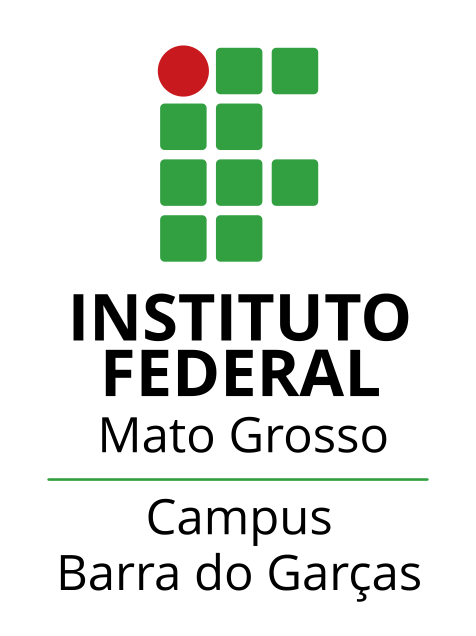 INSTITUTO
FEDERAL
Mato Grosso
Campus
Barra do Garças